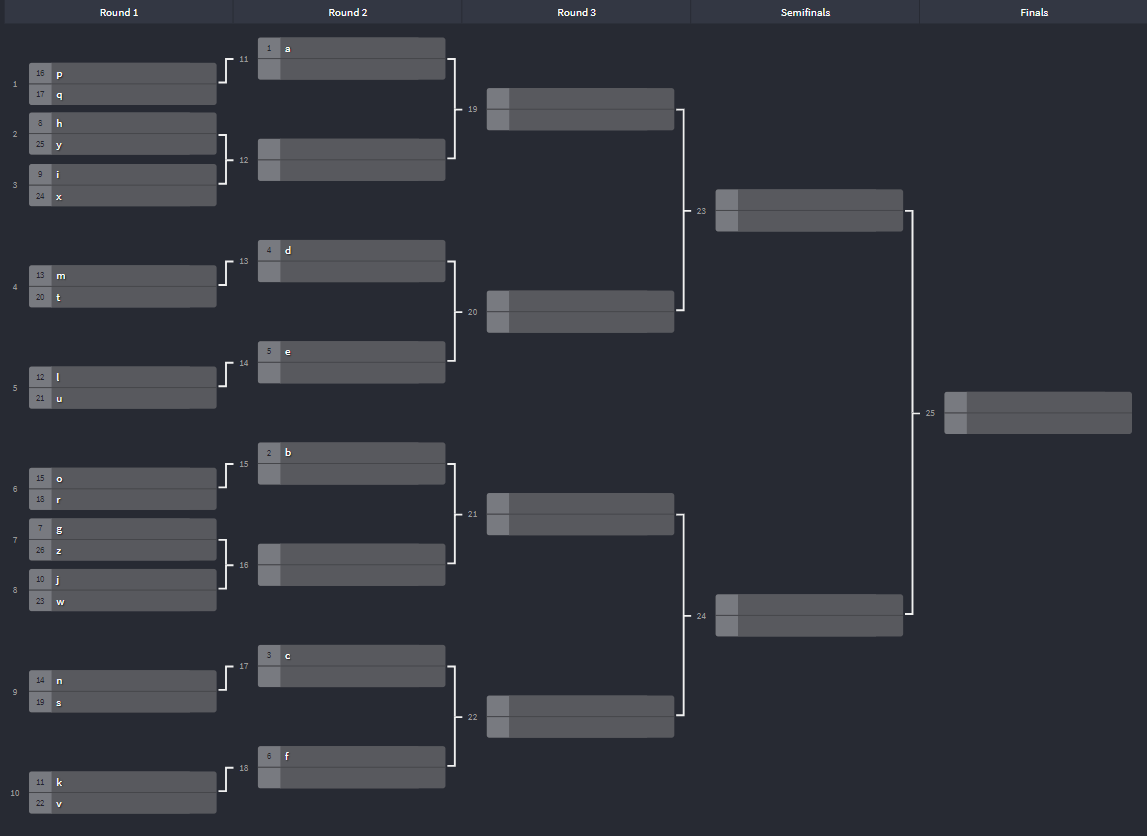 Round 1 Round 2 Round 3 Semifinals Finals
1 16 p
17 q
2 8 h
25 y
3 9 i
24 x
4 13 m
20 t
5 12 l
21 u
6 15 o
18 r
7 7 g
26 z
8 10 j
23 w
9 14 n
19 s
10 11 k
22 v
11 1 a
12
13 4 d
14 5 e
15 2 b
16
17 3 c
18 6 f
19
20
21
22
23
24
25